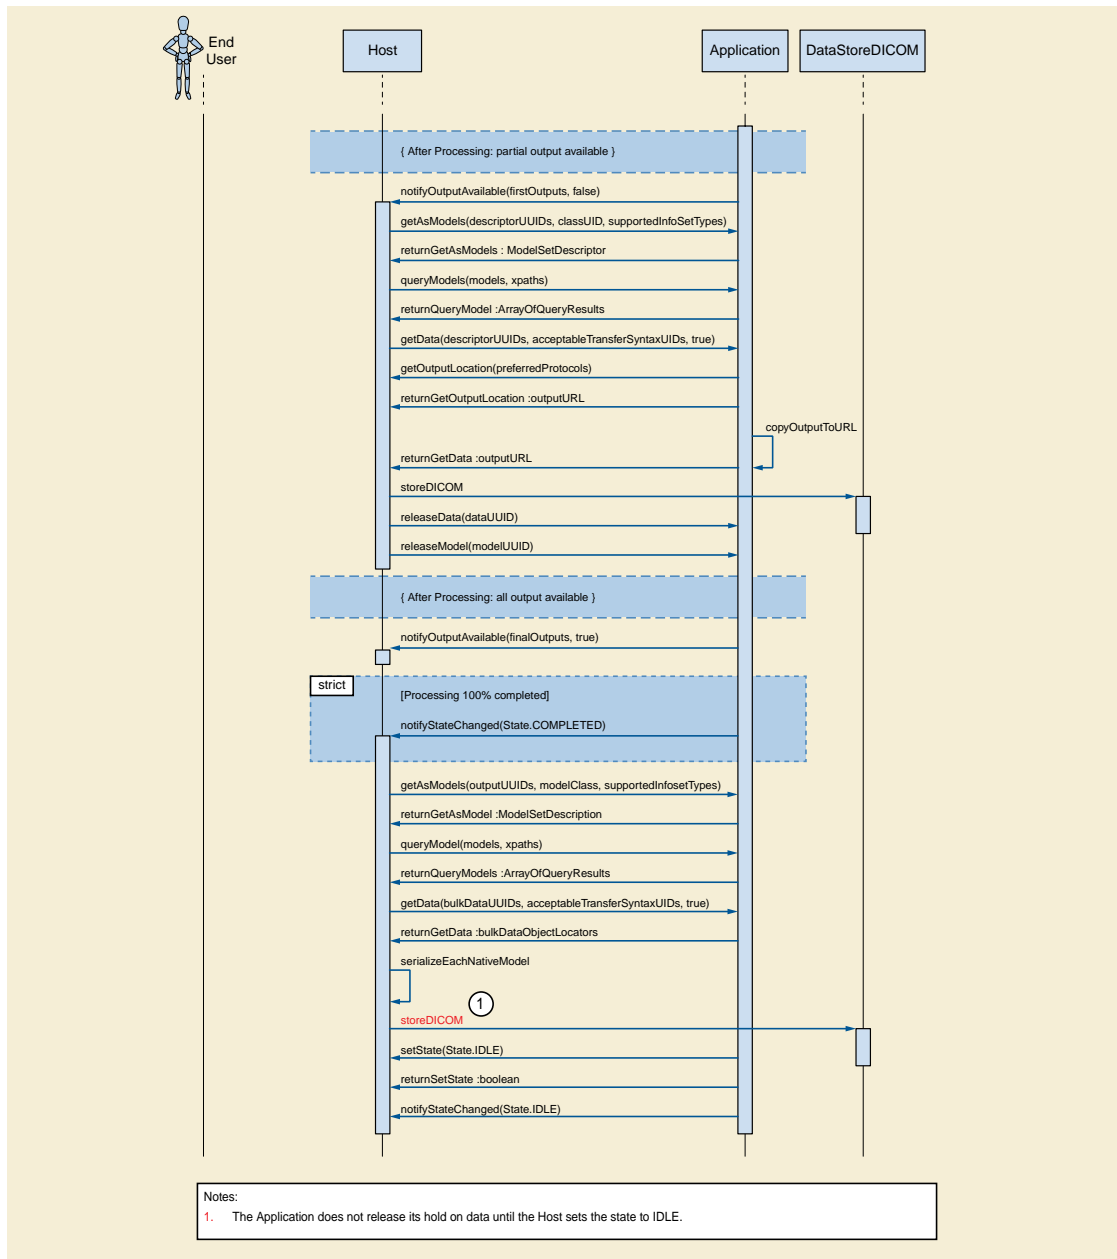 End
User
Host
Application
DataStoreDICOM
{ After Processing: partial output available }
notifyOutputAvailable(firstOutputs, false)
getAsModels(descriptorUUIDs, classUID, supportedInfoSetTypes)
returnGetAsModels : ModelSetDescriptor
queryModels(models, xpaths)
returnQueryModel :ArrayOfQueryResults
getData(descriptorUUIDs, acceptableTransferSyntaxUIDs, true)
getOutputLocation(preferredProtocols)
returnGetOutputLocation :outputURL
copyOutputToURL
returnGetData :outputURL
storeDICOM
releaseData(dataUUID)
releaseModel(modelUUID)
{ After Processing: all output available }
notifyOutputAvailable(finalOutputs, true)
strict
[Processing 100% completed]
notifyStateChanged(State.COMPLETED)
getAsModels(outputUUIDs, modelClass, supportedInfosetTypes)
returnGetAsModel :ModelSetDescription
queryModel(models, xpaths)
returnQueryModels :ArrayOfQueryResults
getData(bulkDataUUIDs, acceptableTransferSyntaxUIDs, true)
returnGetData :bulkDataObjectLocators
serializeEachNativeModel
1
storeDICOM
setState(State.IDLE)
returnSetState :boolean
notifyStateChanged(State.IDLE)
Notes:
1. The Application does not release its hold on data until the Host sets the state to IDLE.